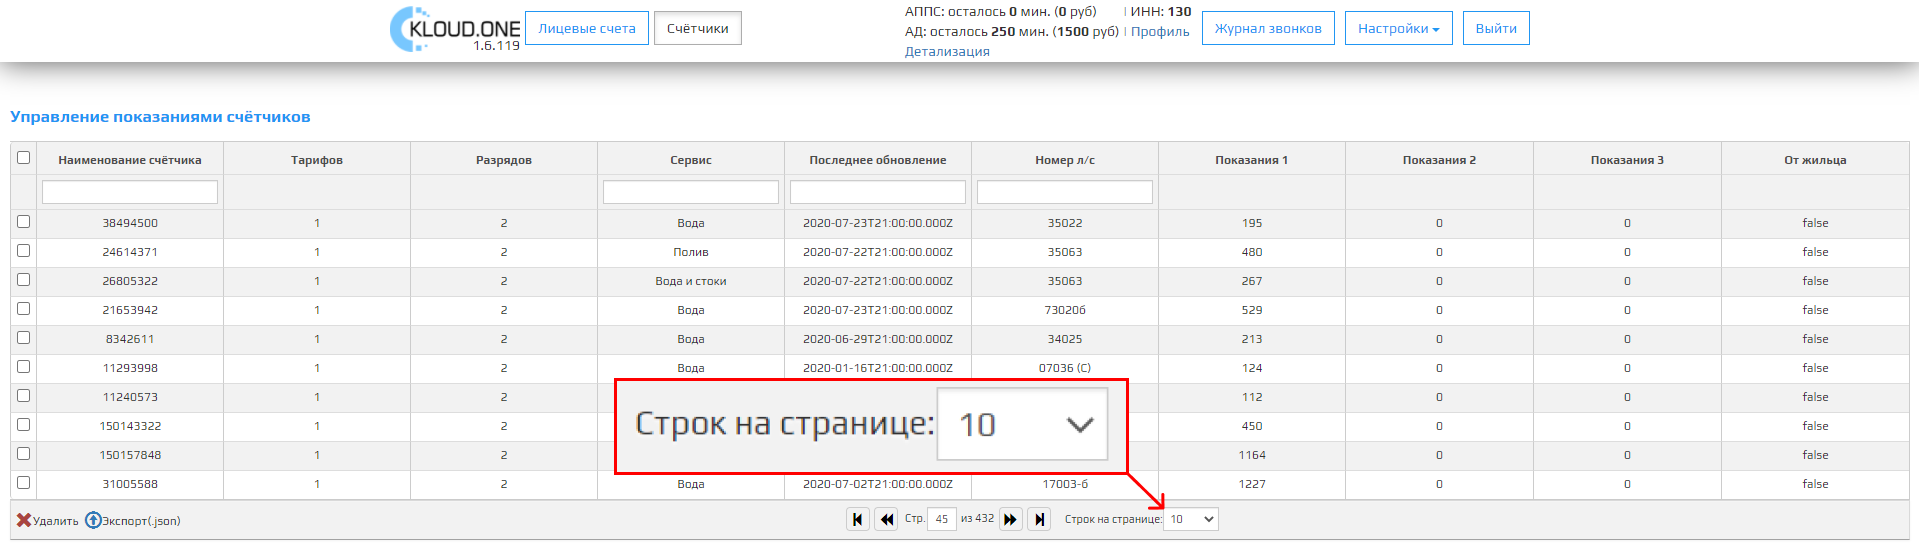 KLOUD.ONE
1.6.119
Лицевые счета
Счётчики
АППС: осталось 0 мин. (0 руб) | ИНН: 130
АД: осталось 250 мин. (1500 руб) | Профиль
Детализация
Журнал звонков
Настройки
Выйти
Управление показаниями счётчиков
Наименование счётчика Тарифов Разрядов Сервис Последнее обновление Номер л/с Показания 1 Показания 2 Показания 3 От жильца
38494500 1 2 Вода 2020-07-23T21:00:00.000Z 35022 195 0 0 false
24614371 1 2 Полив 2020-07-22T21:00:00.000Z 35063 480 0 0 false
26805322 1 2 Вода и стоки 2020-07-22T21:00:00.000Z 35063 267 0 0 false
21653942 1 2 Вода 2020-07-23T21:00:00.000Z 73020б 529 0 0 false
8342611 1 2 Вода 2020-06-29T21:00:00.000Z 34025 213 0 0 false
11293998 1 2 Вода 2020-01-16T21:00:00.000Z 07036 (С) 124 0 0 false
11240573 1 2 112 0 0 false
150143322 1 2 450 0 0 false
150157848 1 2 1164 0 0 false
31005588 1 2 Вода 2020-07-02T21:00:00.000Z 17003-б 1227 0 0 false
Строк на странице: 10
Удалить Экспорт(.json) Стр. 45 из 432 Строк на странице: 10